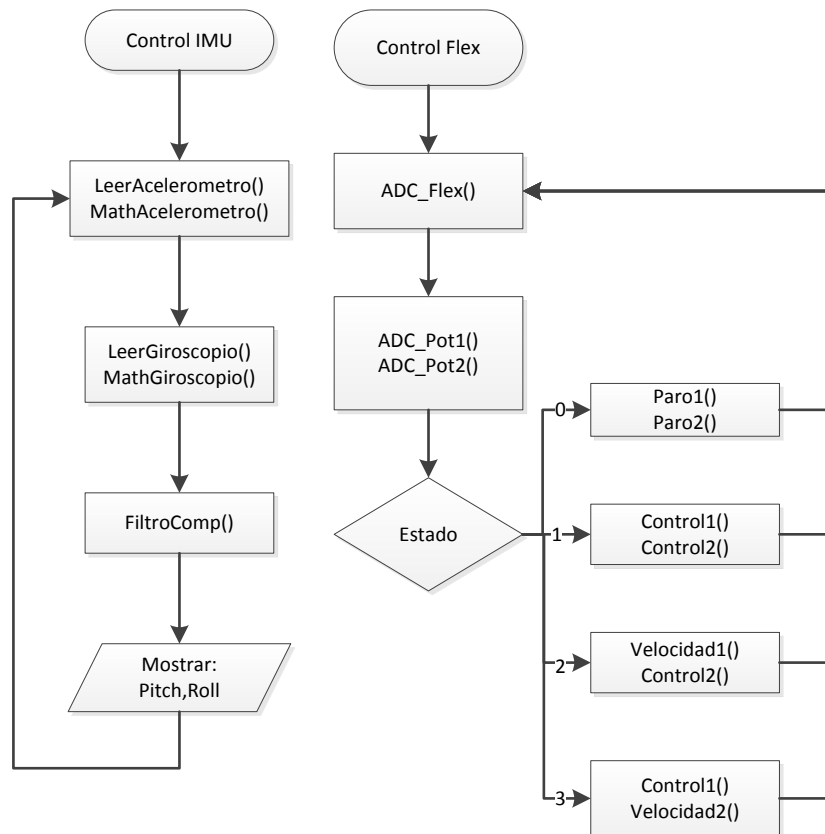 Control IMU
LeerAcelerometro()
MathAcelerometro()
LeerGiroscopio()
MathGiroscopio()
FiltroComp()
Mostrar:
Pitch,Roll
Control Flex
ADC_Flex()
ADC_Pot1()
ADC_Pot2()
Estado
0
Paro1()
Paro2()
1
Control1()
Control2()
2
Velocidad1()
Control2()
3
Control1()
Velocidad2()